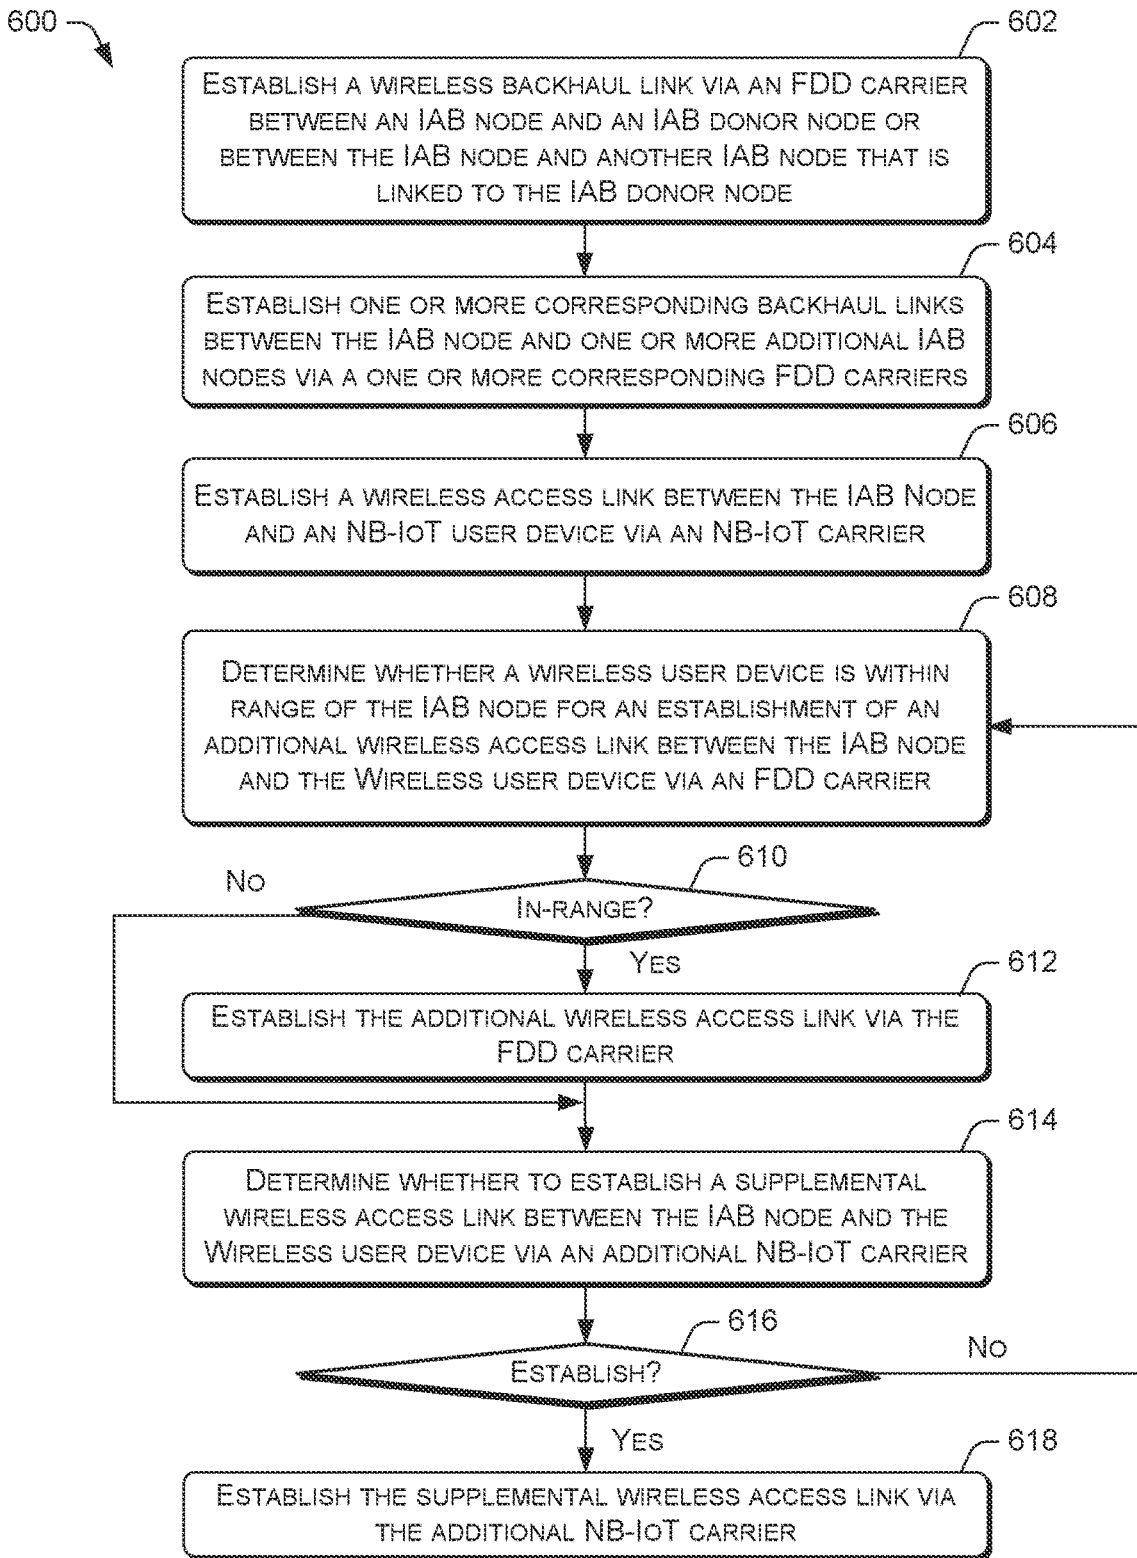 600
602
ESTABLISH A WIRELESS BACKHAUL LINK VIA AN FDD CARRIER
BETWEEN AN IAB NODE AND AN IAB DONOR NODE OR
BETWEEN THE IAB NODE AND ANOTHER IAB NODE THAT IS
LINKED TO THE IAB DONOR NODE
604
ESTABLISH ONE OR MORE CORRESPONDING BACKHAUL LINKS
BETWEEN THE IAB NODE AND ONE OR MORE ADDITIONAL IAB
NODES VIA A ONE OR MORE CORRESPONDING FDD CARRIERS
606
ESTABLISH A WIRELESS ACCESS LINK BETWEEN THE IAB NODE
AND AN NB-IOT USER DEVICE VIA AN NB-IOT CARRIER
608
DETERMINE WHETHER A WIRELESS USER DEVICE IS WITHIN
RANGE OF THE IAB NODE FOR AN ESTABLISHMENT OF AN
ADDITIONAL WIRELESS ACCESS LINK BETWEEN THE IAB NODE
AND THE WIRELESS USER DEVICE VIA AN FDD CARRIER
610
NO
IN-RANGE?
YES
612
ESTABLISH THE ADDITIONAL WIRELESS ACCESS LINK VIA THE
FDD CARRIER
614
DETERMINE WHETHER TO ESTABLISH A SUPPLEMENTAL
WIRELESS ACCESS LINK BETWEEN THE IAB NODE AND THE
WIRELESS USER DEVICE VIA AN ADDITIONAL NB-IOT CARRIER
616
NO
ESTABLISH?
YES
618
ESTABLISH THE SUPPLEMENTAL WIRELESS ACCESS LINK VIA
THE ADDITIONAL NB-IOT CARRIER